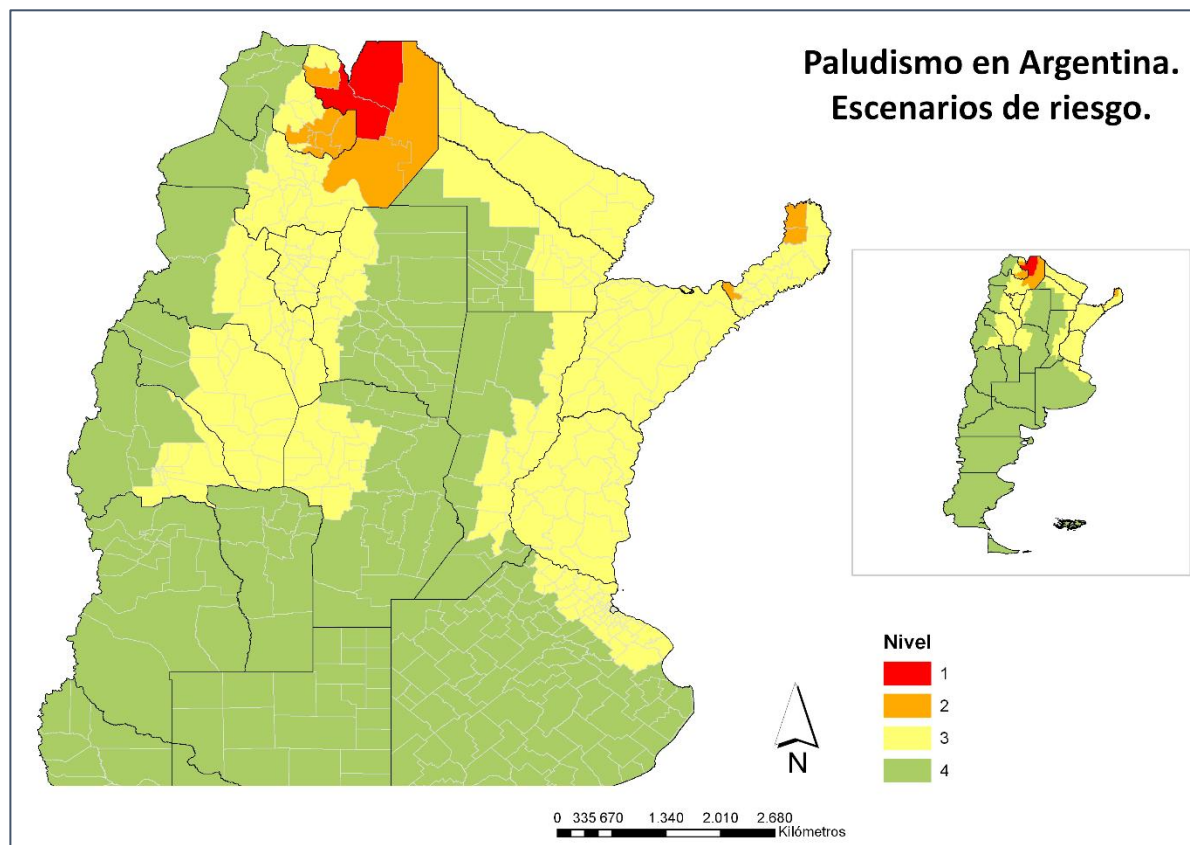 Paludismo en Argentina.
Escenarios de riesgo.
Nivel
1
2
3
4
N
0 335 670 1.340 2.010 2.680
Kilómetros